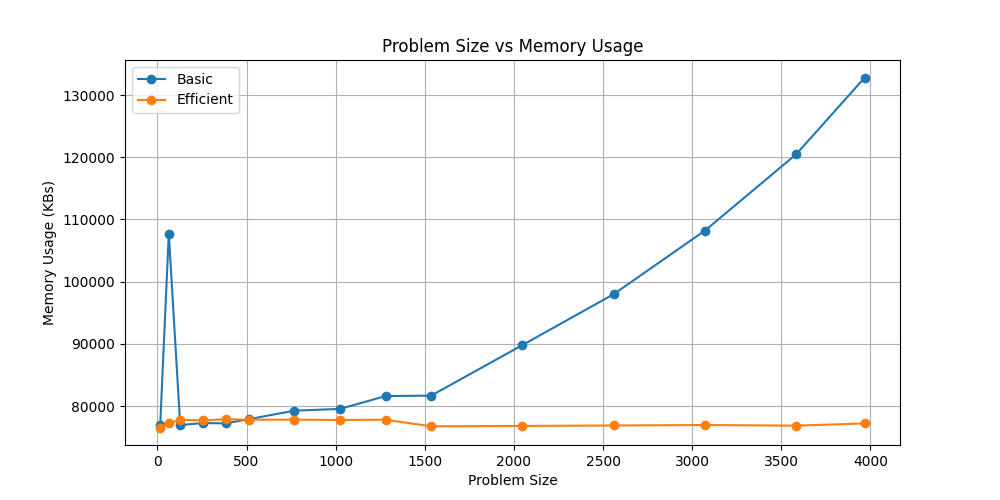 Problem Size vs Memory Usage
Basic
Efficient
130000
120000
110000
100000
90000
80000
Memory Usage (KBs)
0 500 1000 1500 2000 2500 3000 3500 4000
Problem Size